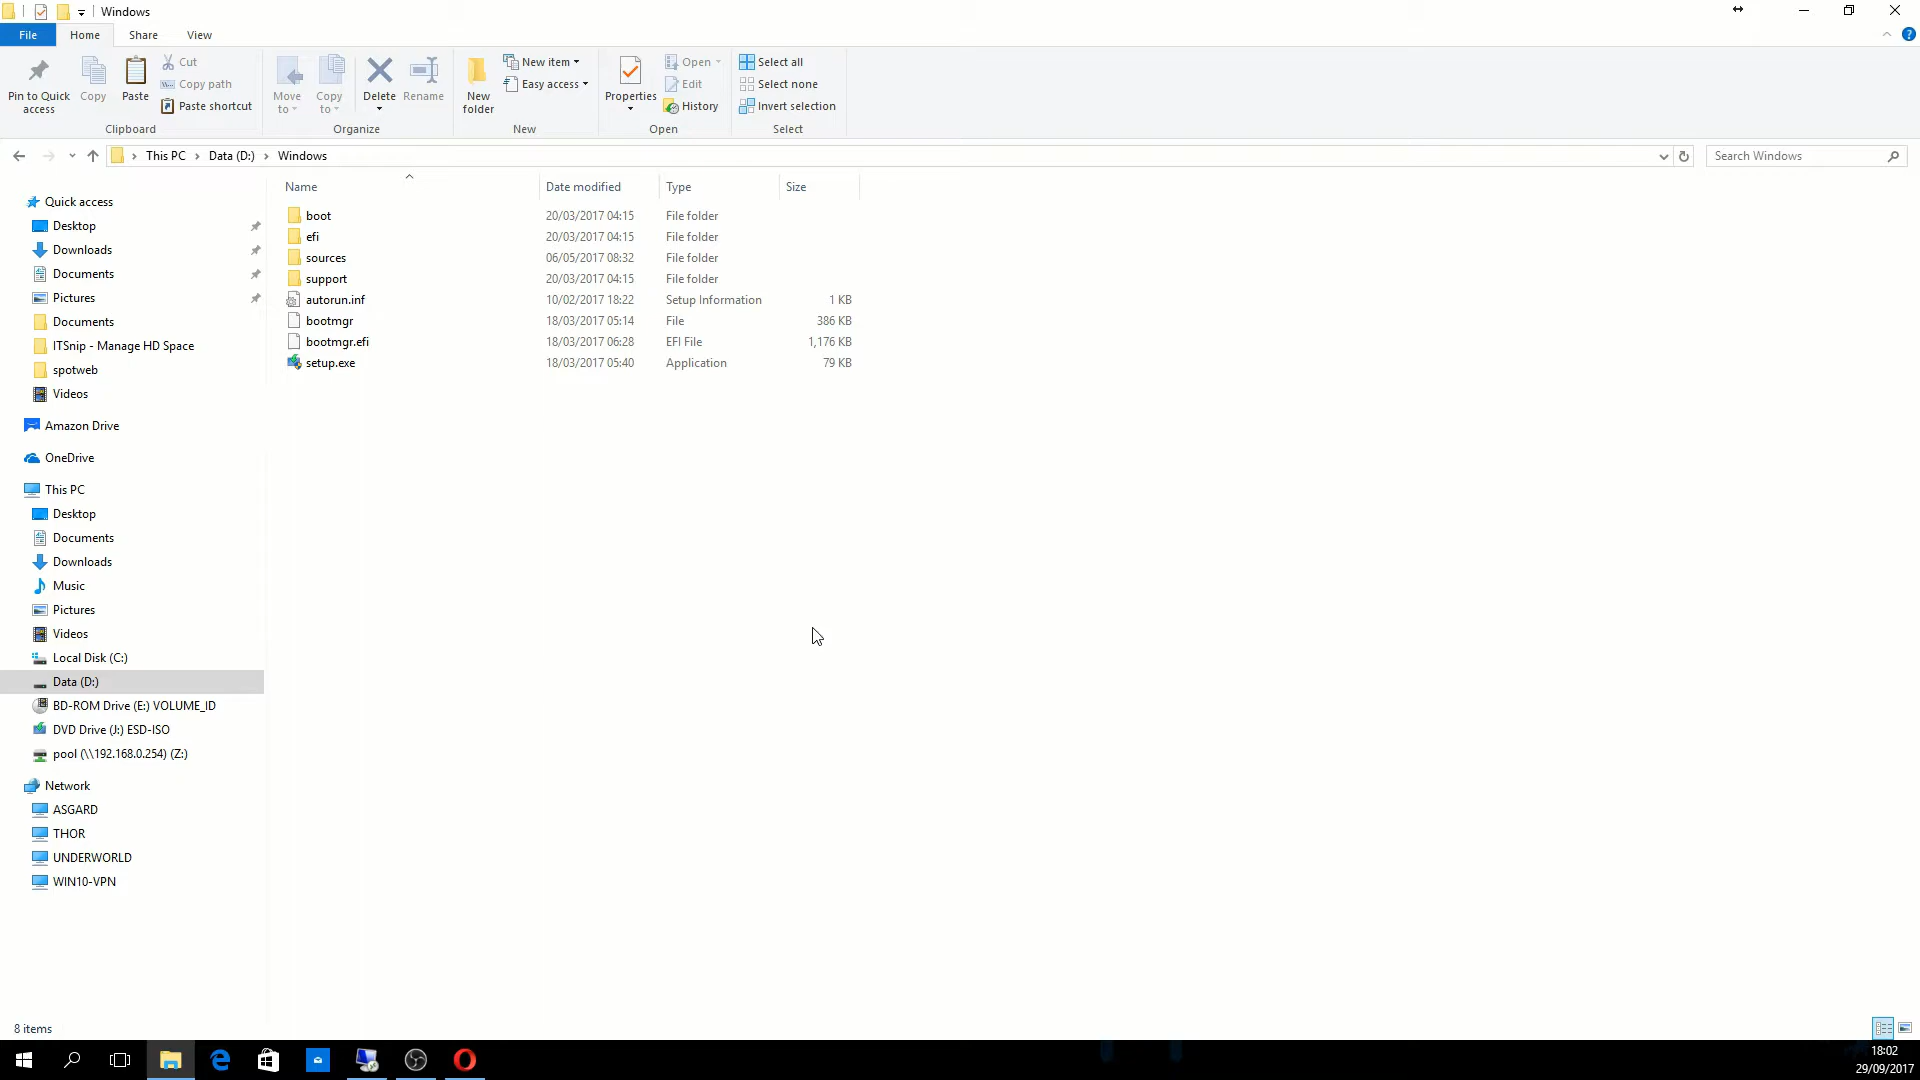 Windows
File Home Share View
Pin to Quick access
Copy
Paste
Cut
Copy path
Paste shortcut
Clipboard
Move to
Copy to
Delete
Rename
Organize
New folder
New item
Easy access
New
Properties
Open
Edit
History
Open
Select all
Select none
Invert selection
Select
This PC Data (D:) Windows
Search Windows
Name Date modified Type Size
boot 20/03/2017 04:15 File folder
efi 20/03/2017 04:15 File folder
sources 06/05/2017 08:32 File folder
support 20/03/2017 04:15 File folder
autorun.inf 10/02/2017 18:22 Setup Information 1 KB
bootmgr 18/03/2017 05:14 File 386 KB
bootmgr.efi 18/03/2017 06:28 EFI File 1,176 KB
setup.exe 18/03/2017 05:40 Application 79 KB
Quick access
Desktop
Downloads
Documents
Pictures
Documents
ITSnip - Manage HD Space
spotweb
Videos
Amazon Drive
OneDrive
This PC
Desktop
Documents
Downloads
Music
Pictures
Videos
Local Disk (C:)
Data (D:)
BD-ROM Drive (E:) VOLUME_ID
DVD Drive (J:) ESD-ISO
pool (\\192.168.0.254) (Z:)
Network
ASGARD
THOR
UNDERWORLD
WIN10-VPN
8 items
18:02
29/09/2017